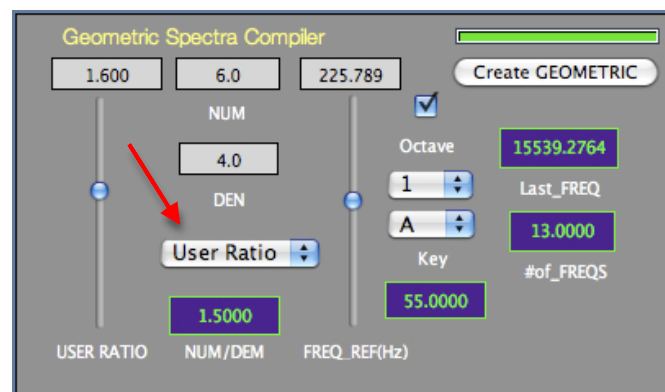 Geometric Spectra Compiler
1.600 6.0 225.789 Create GEOMETRIC
NUM
Octave 15539.2764
4.0
1 Last_FREQ
DEN
A 13.0000
User Ratio Key #of_FREQS
1.5000 55.0000
USER RATIO NUM/DEM FREQ_REF(Hz)